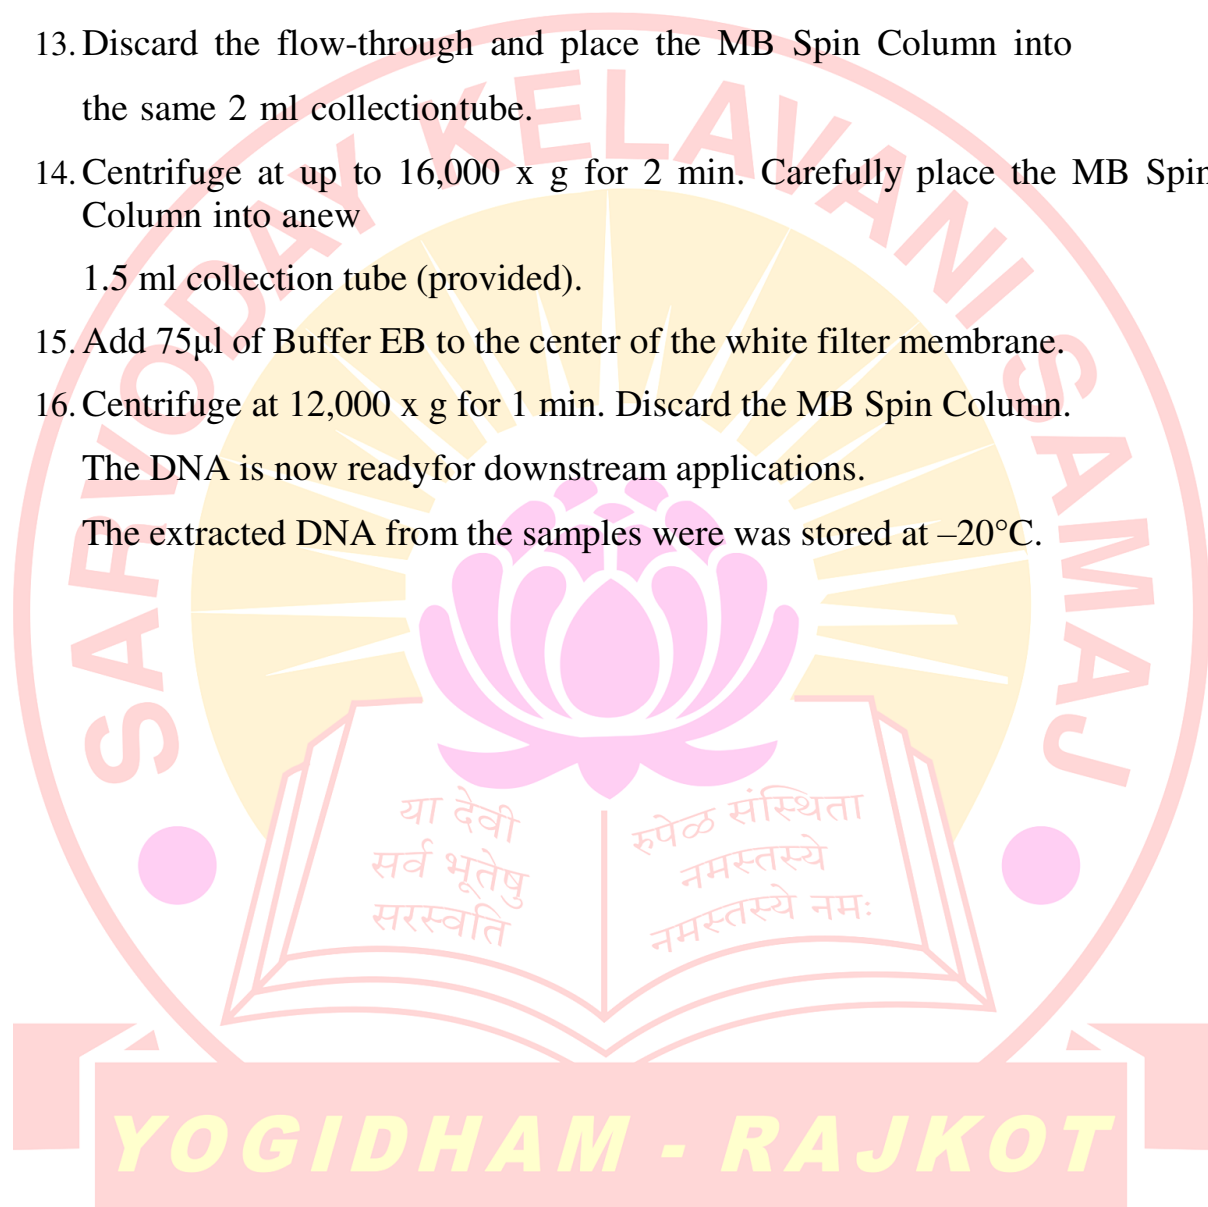 13. Discard the flow-through and place the MB Spin Column into
the same 2 ml collectiontube.
14. Centrifuge at up to 16,000 x g for 2 min. Carefully place the MB Spin
Column into anew
1.5 ml collection tube (provided).
15. Add 75µl of Buffer EB to the center of the white filter membrane.
16. Centrifuge at 12,000 x g for 1 min. Discard the MB Spin Column.
The DNA is now readyfor downstream applications.
The extracted DNA from the samples were was stored at –20°C.
SARVODAY KELAVANI SAMAJ
या देवी
सर्व भूतेषु
सरस्वति
रुपेळ संस्थिता
नमस्तस्ये
नमस्तस्ये नमः
YOGIDHAM - RAJKOT